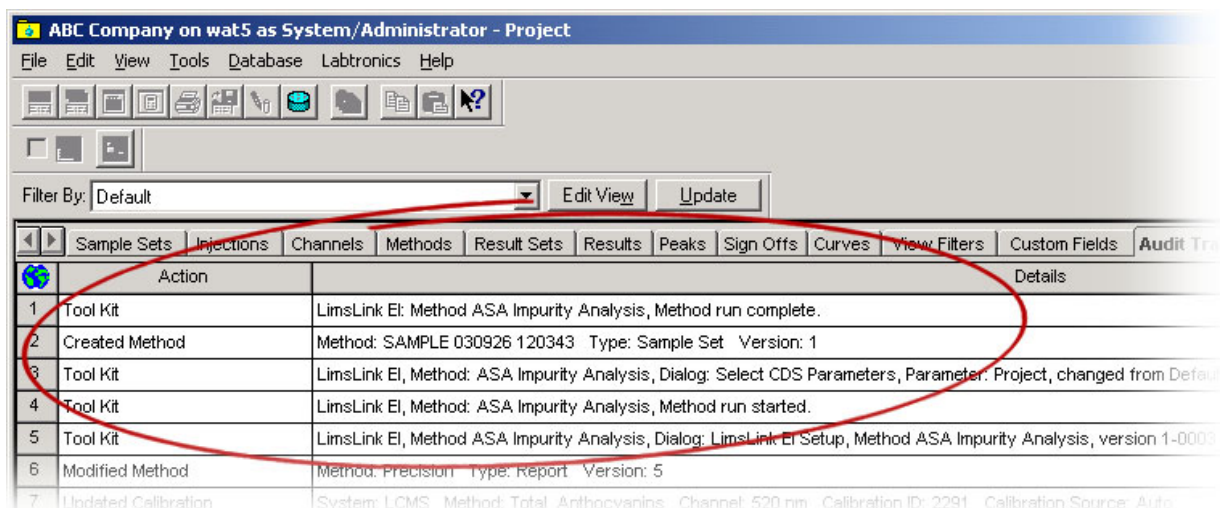 ABC Company on wat5 as System/Administrator - Project
File Edit View Tools Database Labtronics Help
Filter By: Default Edit View Update
Sample Sets Injections Channels Methods Result Sets Results Peaks Sign Offs Curves View Filters Custom Fields Audit
Action Details
1 Tool Kit LimsLink EI: Method ASA Impurity Analysis, Method run complete.
2 Created Method Method: SAMPLE 030926 120343 Type: Sample Set Version: 1
3 Tool Kit LimsLink EI, Method: ASA Impurity Analysis, Dialog: Select CDS Parameters, Parameter: Project, changed from
4 Tool Kit LimsLink EI, Method: ASA Impurity Analysis, Method run started.
5 Tool Kit LimsLink EI, Method ASA Impurity Analysis, Dialog: LimsLink EI Setup, Method ASA Impurity Analysis, version 1-0003
6 Modified Method Method: Precision Type: Report Version: 5
7 Updated Calibration System: LCMS Method: Total_Anthocyanins Channel: 520 nm Calibration ID: 2291 Calibration Source: Auto